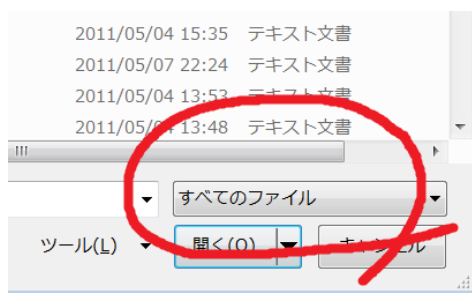 2011/05/04 15:35 テキスト文書
2011/05/07 22:24 テキスト文書
2011/05/04 13:53 テキスト文書
2011/05/04 13:48 テキスト文書
すべてのファイル
ツール(L) 開く(O) キャンセル